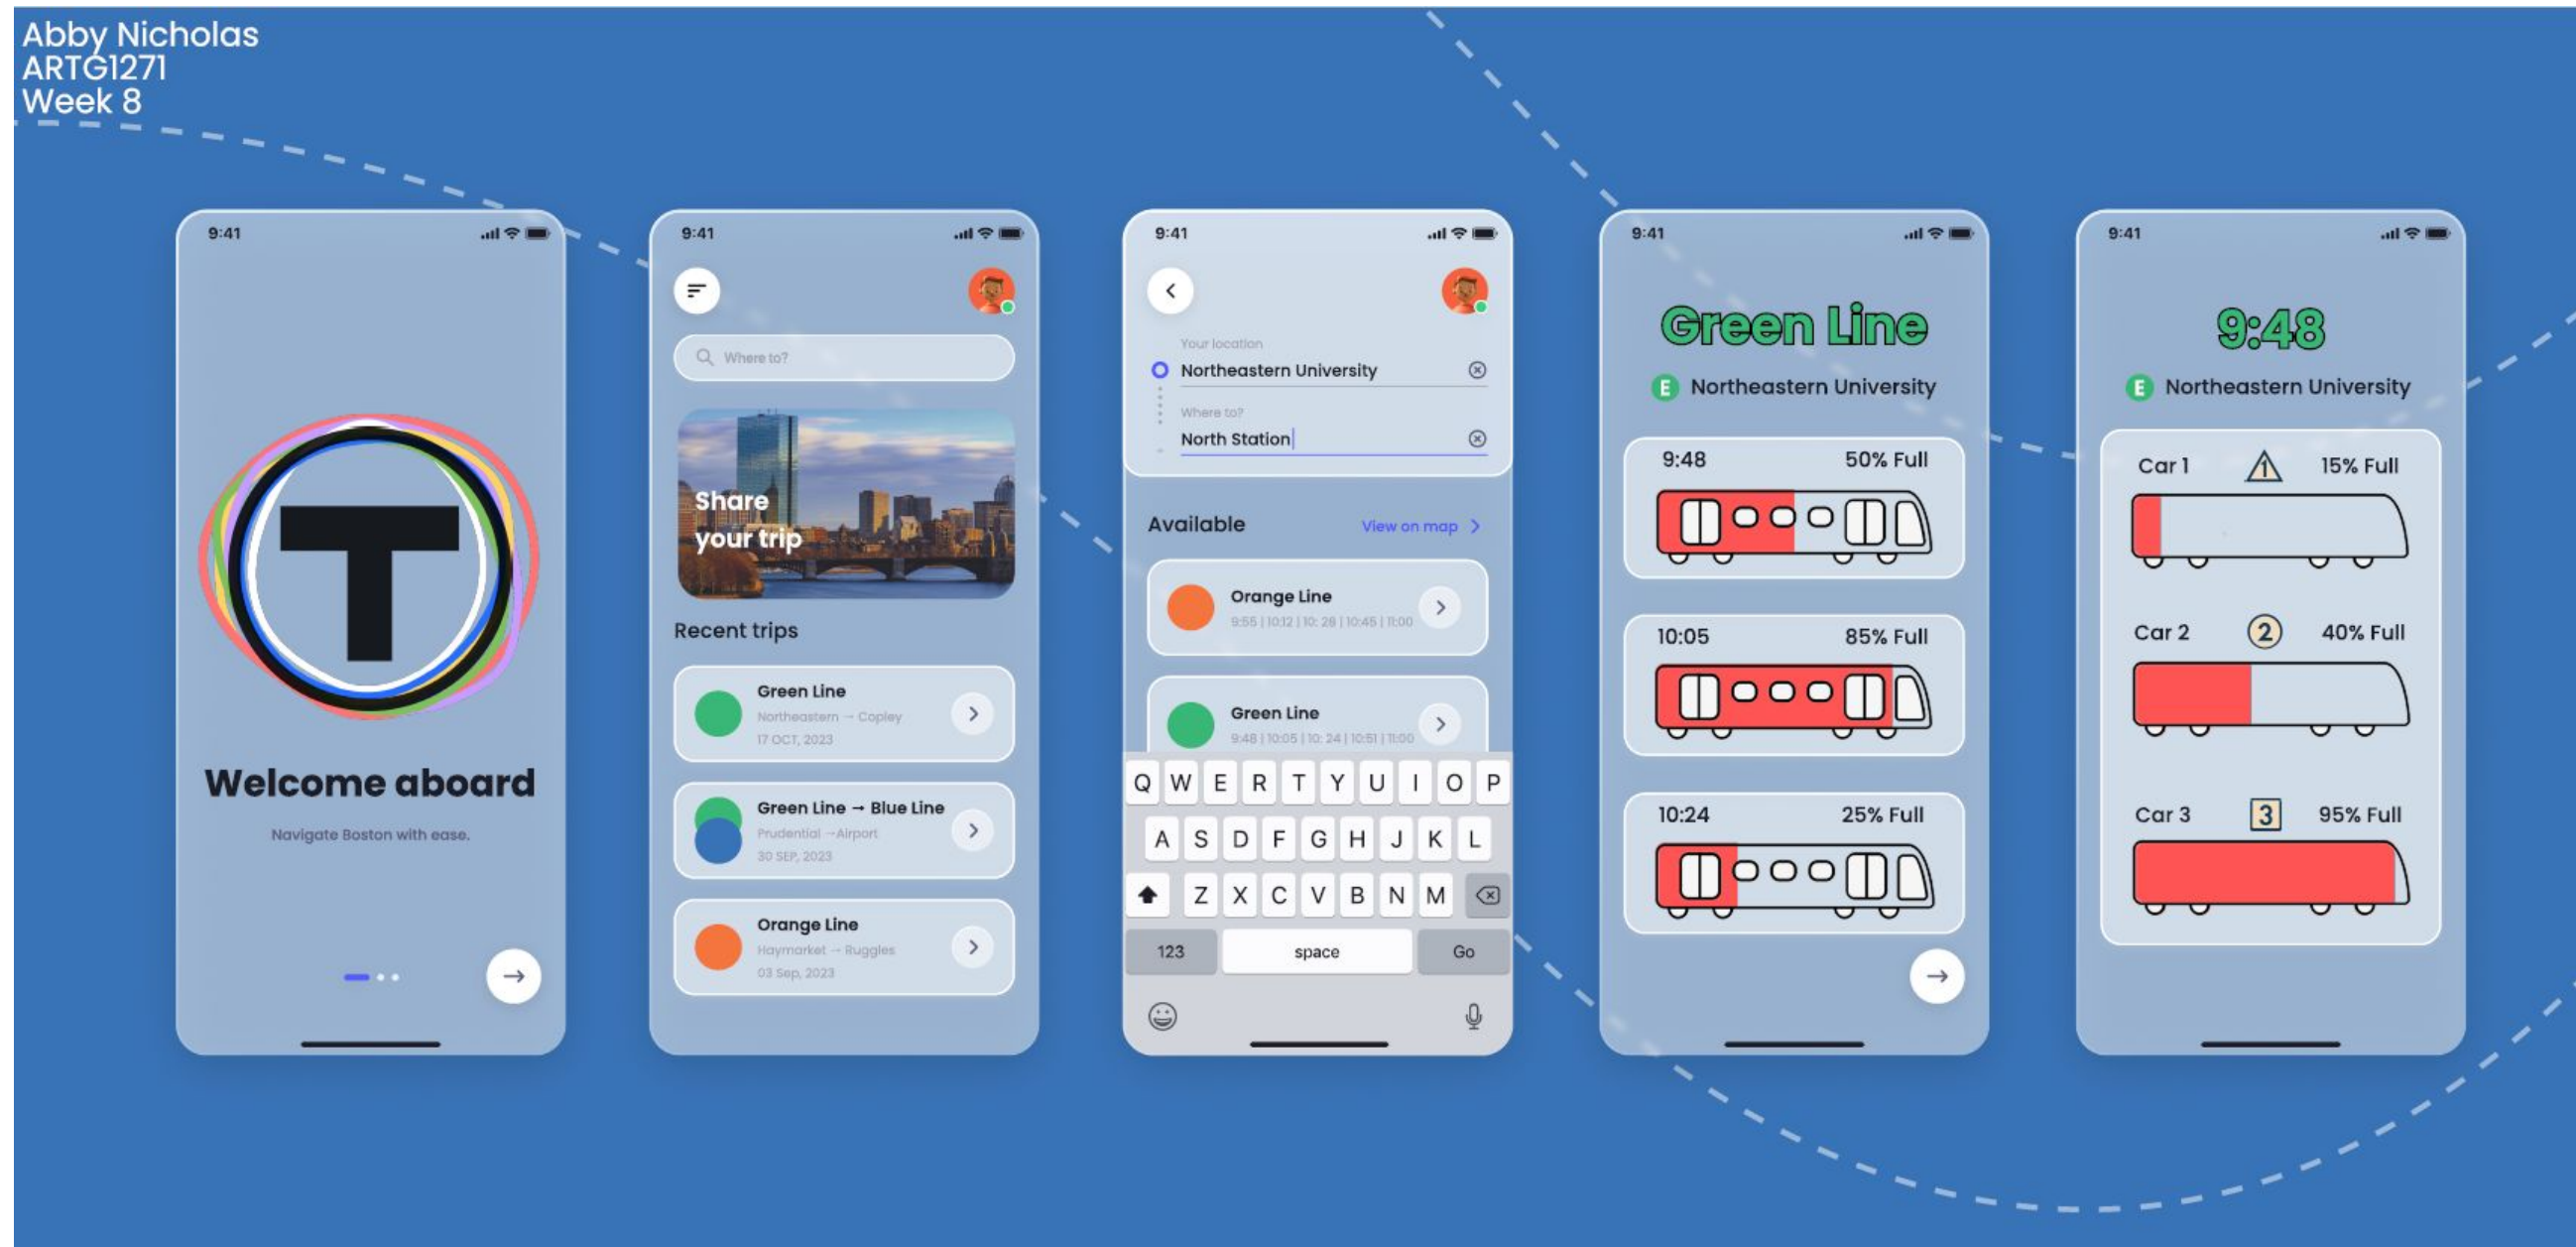 Abby Nicholas
ARTG1271
Week 8
9:41
T
Welcome aboard
Navigate Boston with ease.
9:41
Where to?
Share
your trip
Recent trips
Green Line
Northeastern → Copley
17 OCT, 2023
Green Line → Blue Line
Prudential →Airport
30 SEP, 2023
Orange Line
Haymarket → Ruggles
03 Sep, 2023
9:41
Your location
Northeastern University
Where to?
North Station
Available
View on map
Orange Line
9:55 | 10:12 | 10: 28 | 10:45 | 11:00
Green Line
9:48 | 10:05 | 10: 24 | 10:51 | 11:00
Q W E R T Y U I O P
A S D F G H J K L
Z X C V B N M
123 space Go
9:41
Green Line
E Northeastern University
9:48 50% Full
10:05 85% Full
10:24 25% Full
9:41
9:48
E Northeastern University
Car 1 1 15% Full
Car 2 2 40% Full
Car 3 3 95% Full